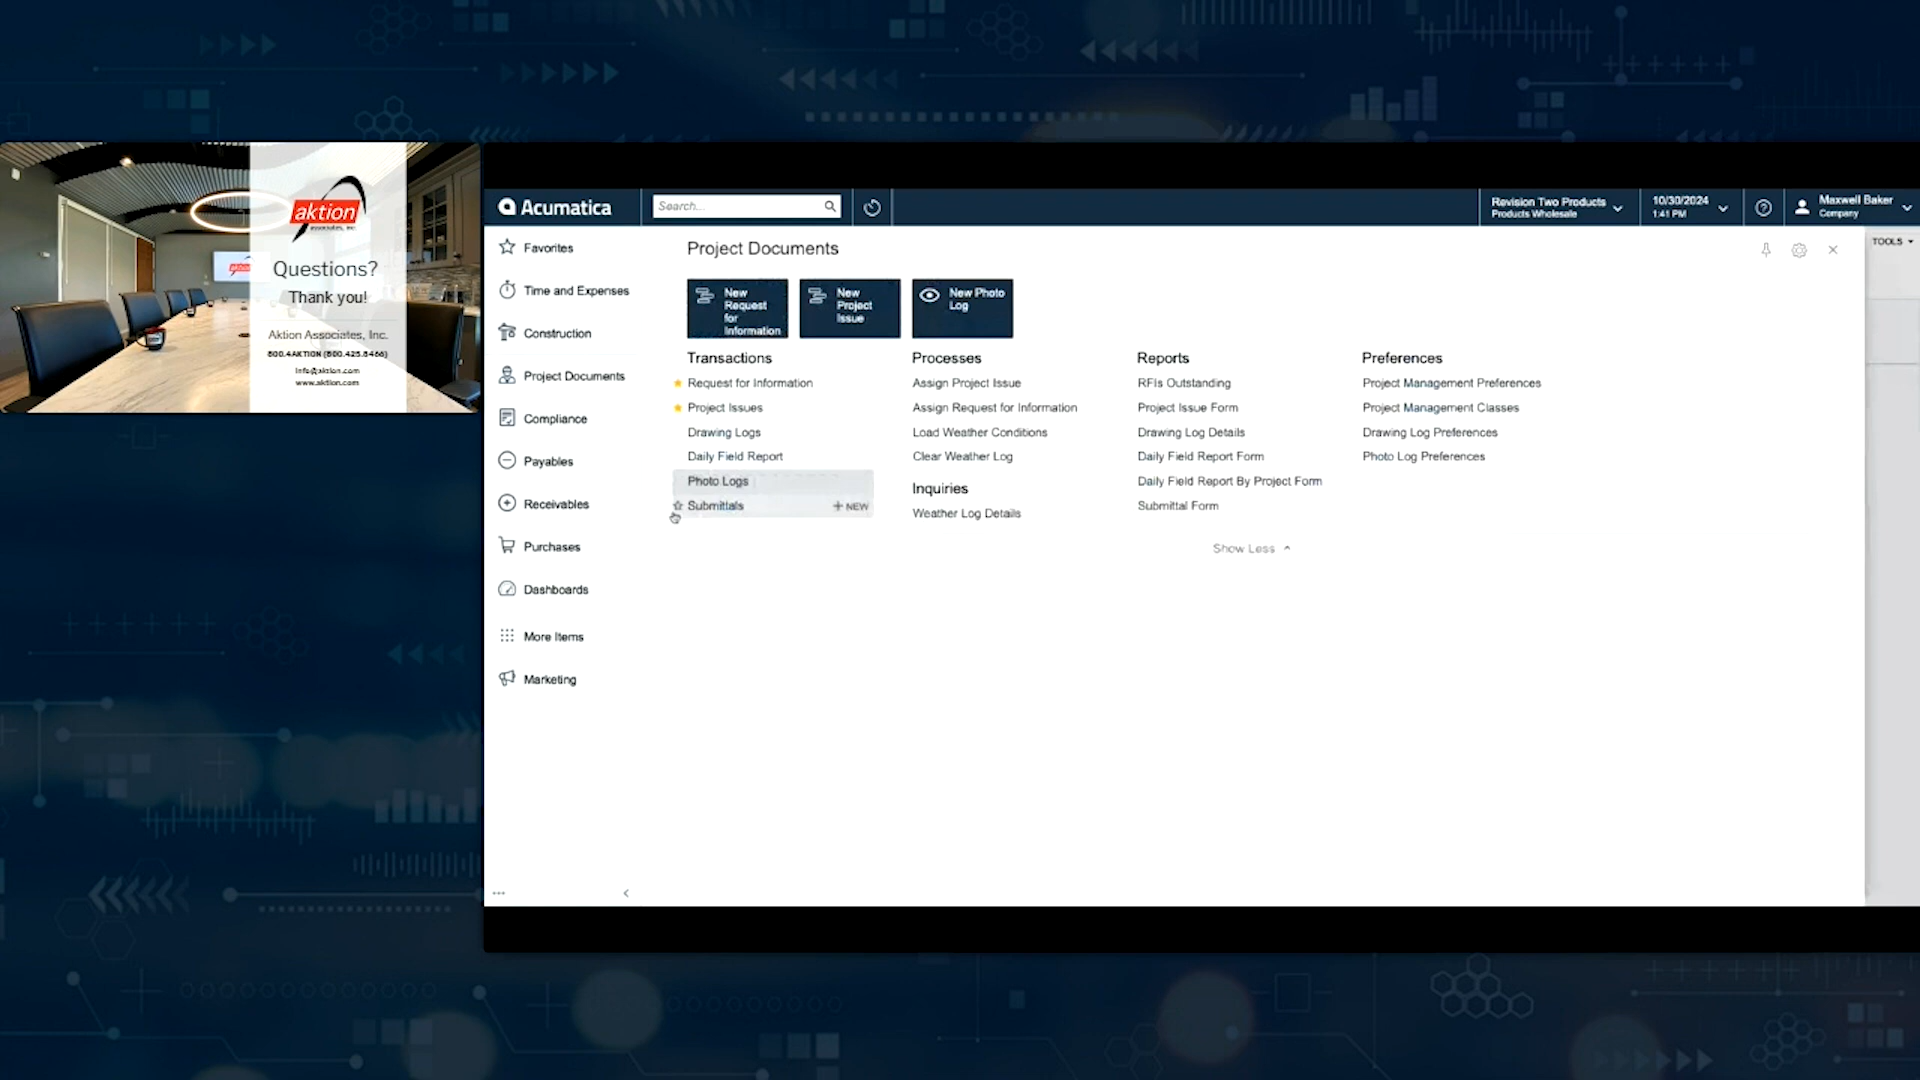 aktion
associates, inc.
Questions?
Thank you!
Aktion Associates, Inc.
800.4AKTION (800.425.8466)
info@aktion.com
www.aktion.com
Acumatica
Search...
Revision Two Products
Products Wholesale
10/30/2024
1:41 PM
Maxwell Baker
Company
TOOLS
Favorites
Time and Expenses
Construction
Project Documents
Compliance
Payables
Receivables
Purchases
Dashboards
More Items
Marketing
Project Documents
New
Request
for
Information
New
Project
Issue
New Photo
Log
Transactions
Request for Information
Project Issues
Drawing Logs
Daily Field Report
Photo Logs
Submittals
+ NEW
Processes
Assign Project Issue
Assign Request for Information
Load Weather Conditions
Clear Weather Log
Inquiries
Weather Log Details
Reports
RFIs Outstanding
Project Issue Form
Drawing Log Details
Daily Field Report Form
Daily Field Report By Project Form
Submittal Form
Preferences
Project Management Preferences
Project Management Classes
Drawing Log Preferences
Photo Log Preferences
Show Less